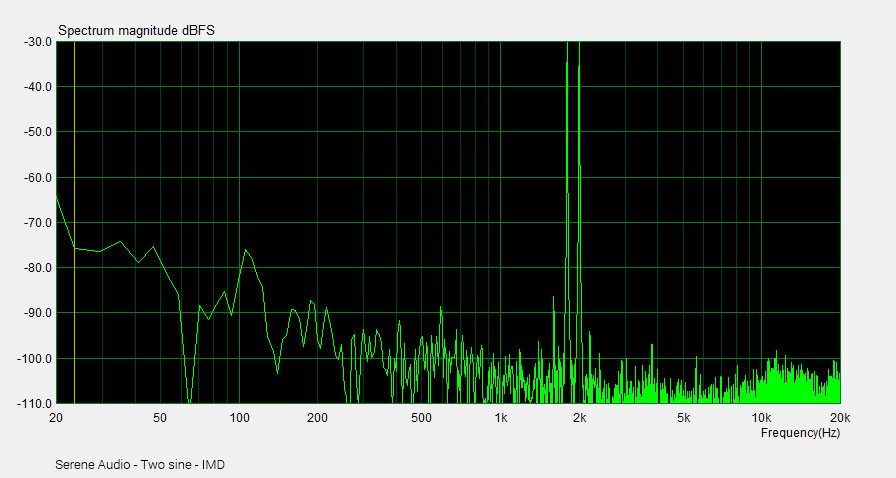 Spectrum magnitude dBFS
-30.0
-40.0
-50.0
-60.0
-70.0
-80.0
-90.0
-100.0
-110.0
20 50 100 200 500 1k 2k 5k 10k 20k
Frequency(Hz)
Serene Audio - Two sine - IMD